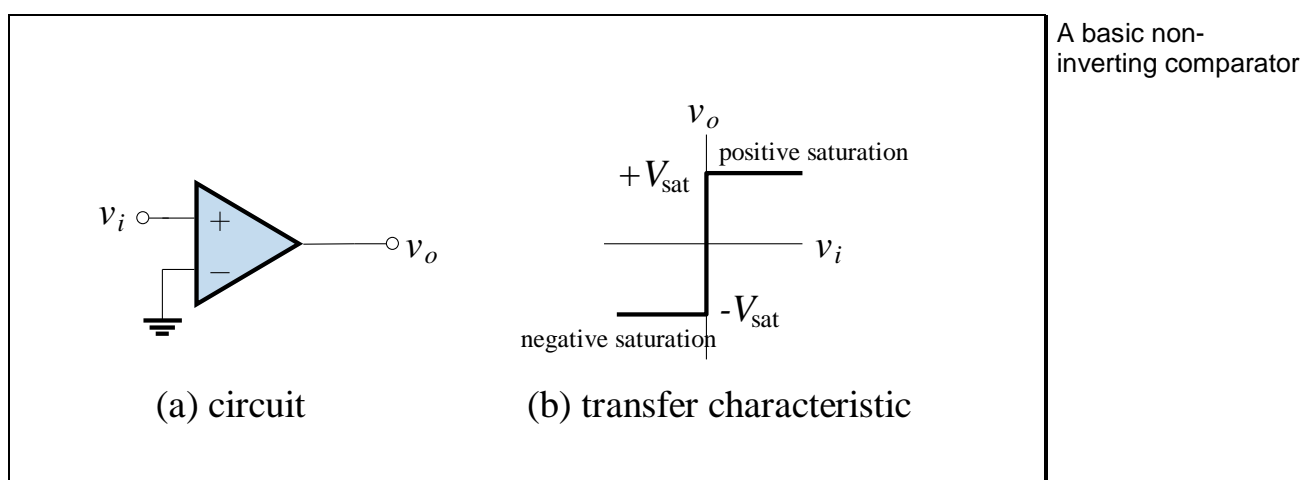 A basic non-
inverting comparator
v_i
+
−
v_o
(a) circuit
v_o
positive saturation
+V_sat
v_i
-V_sat
negative saturation
(b) transfer characteristic